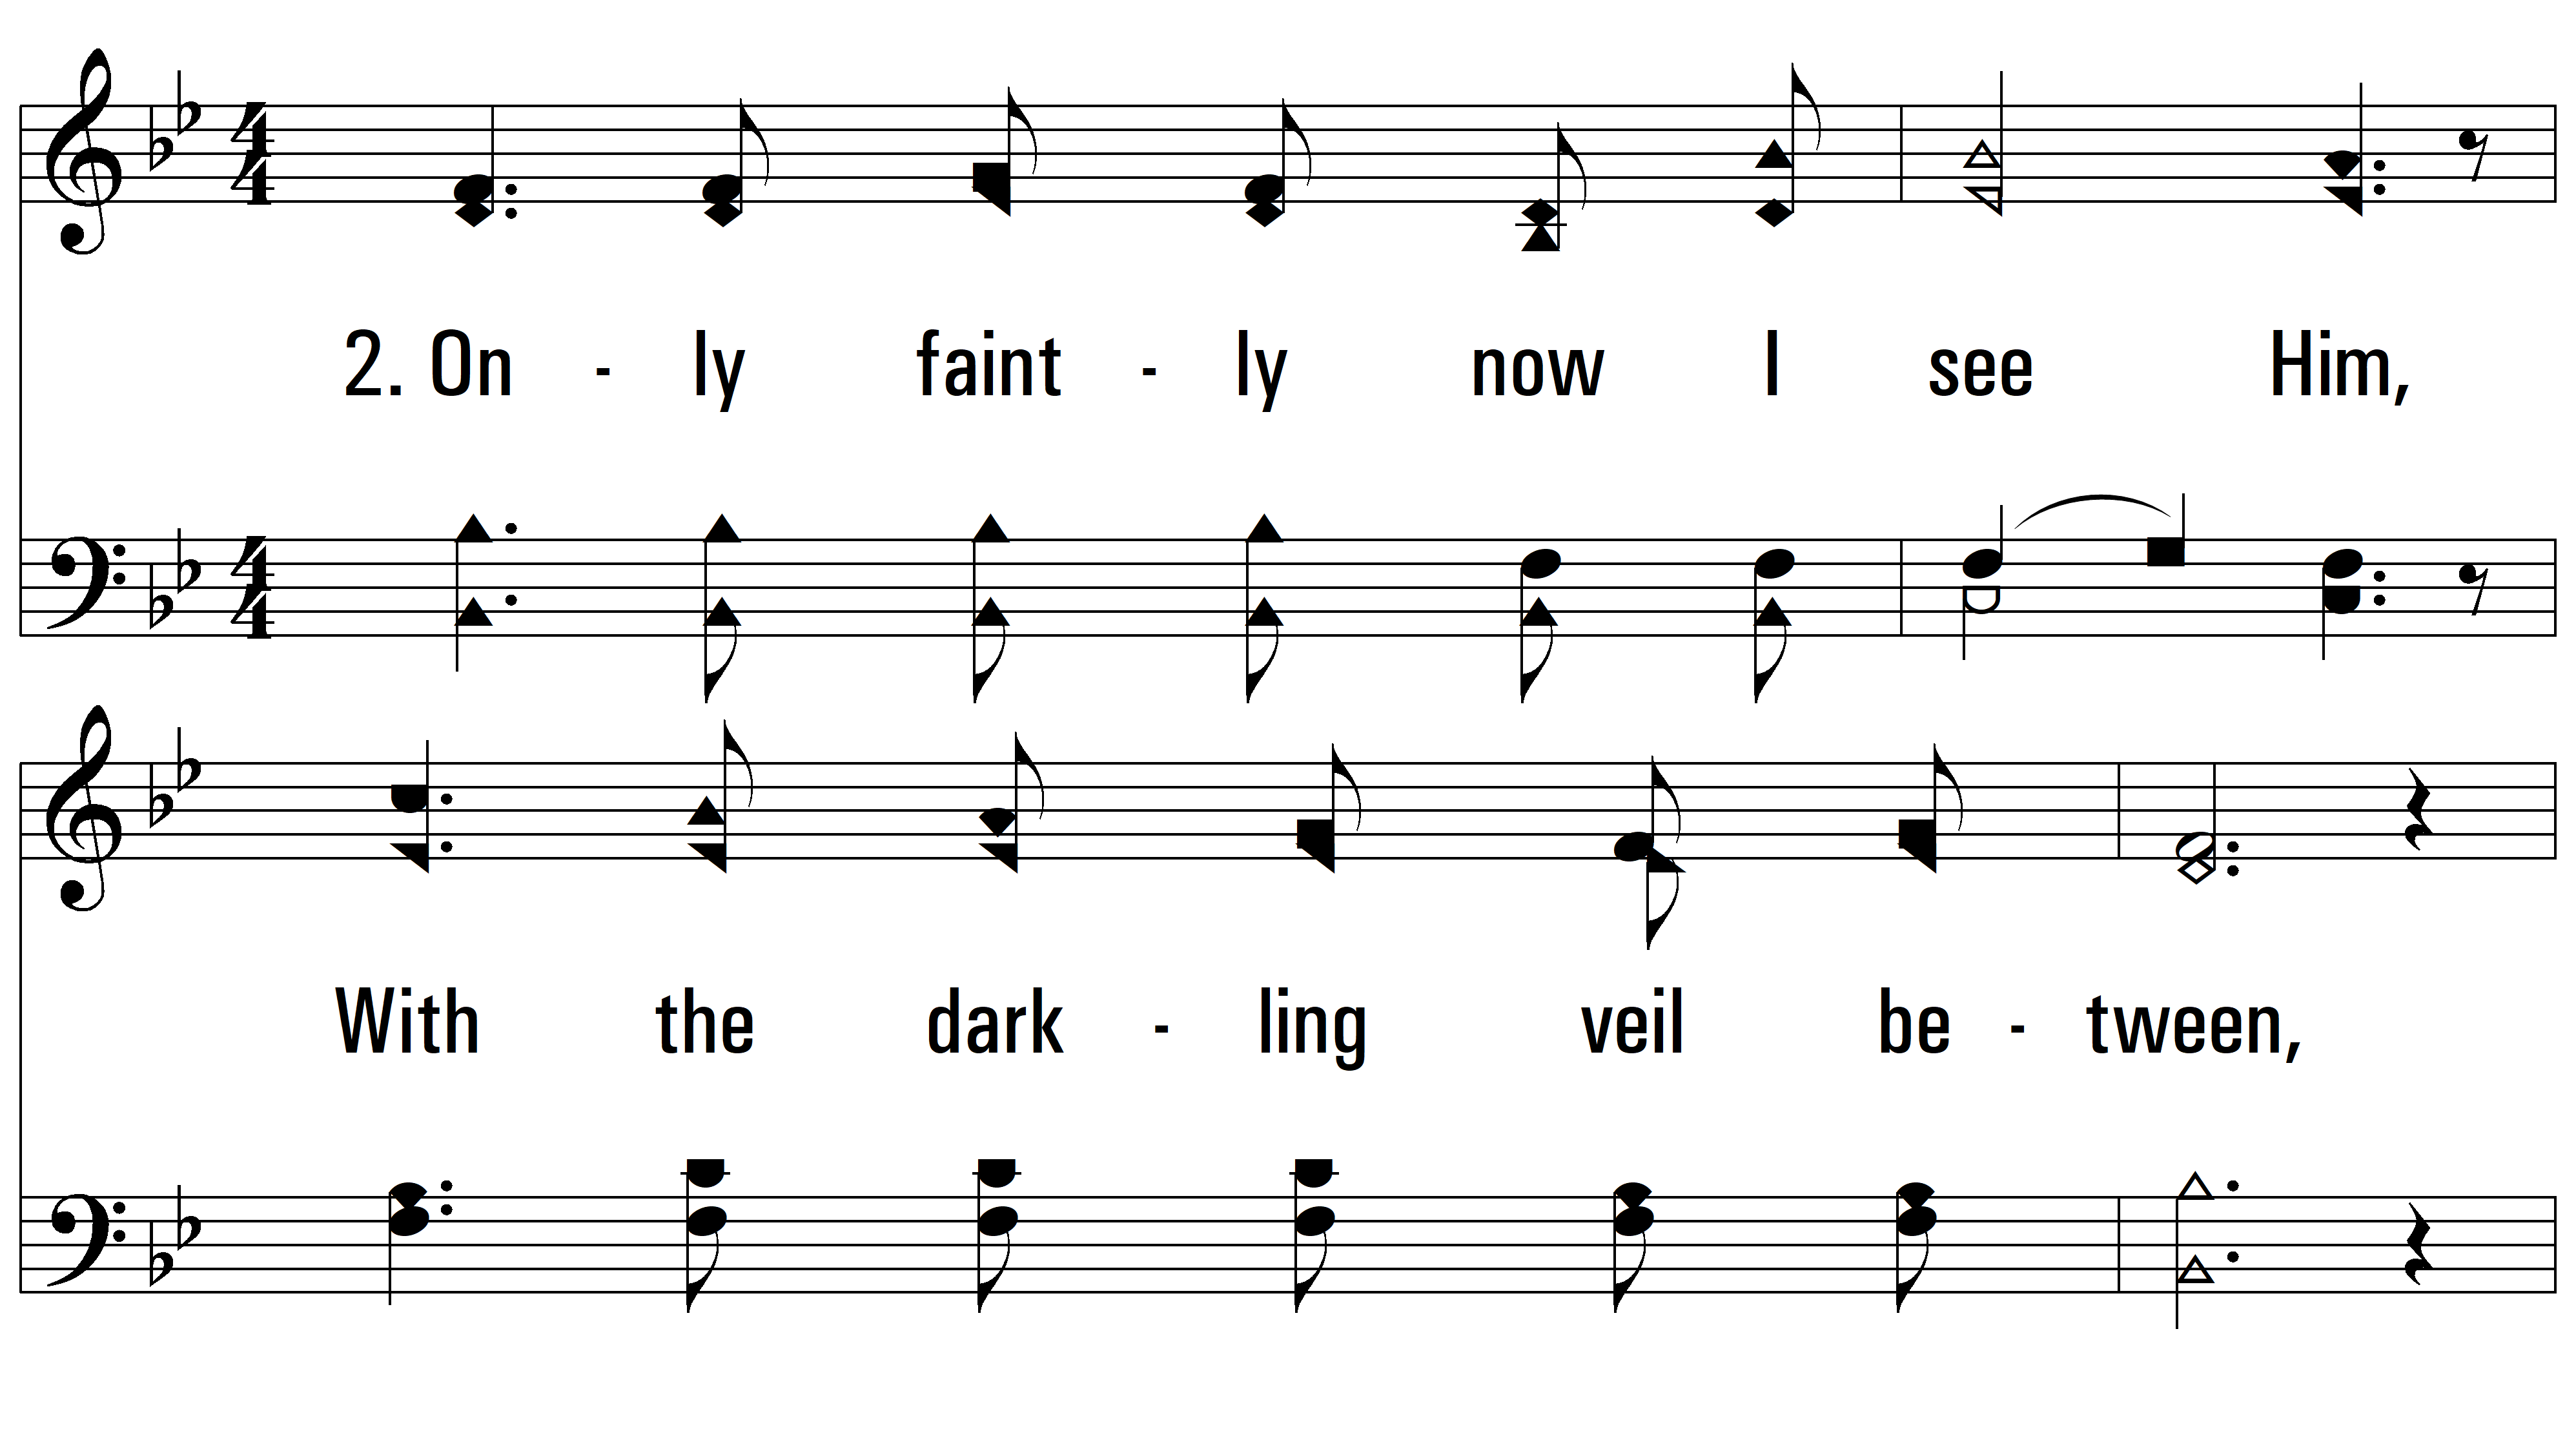 2. On - ly faint - ly now I see Him,
With the dark - ling veil be - tween,